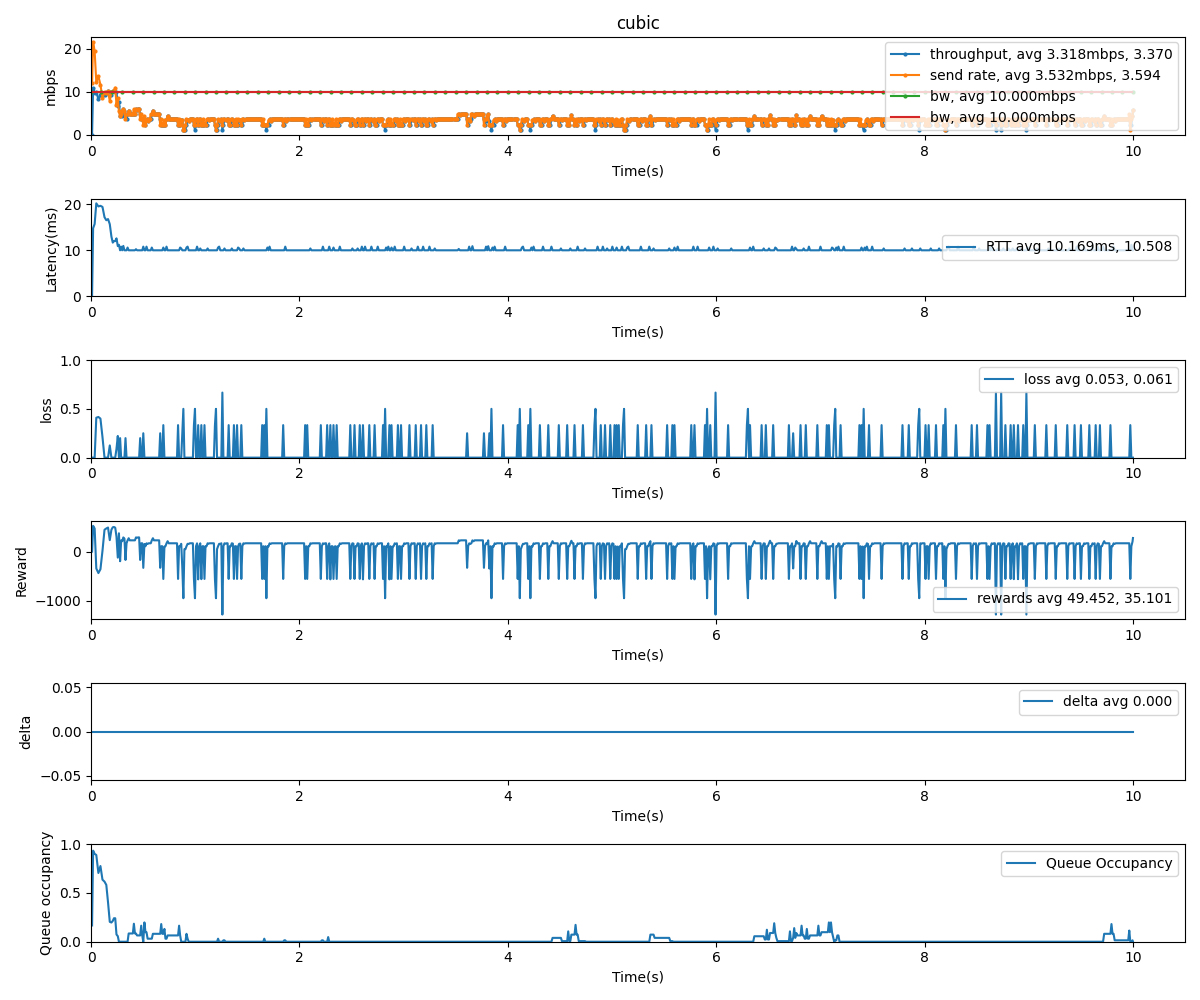 cubic
20
10
0
mbps
throughput, avg 3.318mbps, 3.370
send rate, avg 3.532mbps, 3.594
bw, avg 10.000mbps
bw, avg 10.000mbps
0 2 4 6 8 10
Time(s)
20
10
0
Latency(ms)
RTT avg 10.169ms, 10.508
0 2 4 6 8 10
Time(s)
1.0
0.5
0.0
loss
loss avg 0.053, 0.061
0 2 4 6 8 10
Time(s)
0
−1000
Reward
rewards avg 49.452, 35.101
0 2 4 6 8 10
Time(s)
0.05
0.00
−0.05
delta
delta avg 0.000
0 2 4 6 8 10
Time(s)
1.0
0.5
0.0
Queue occupancy
Queue Occupancy
0 2 4 6 8 10
Time(s)